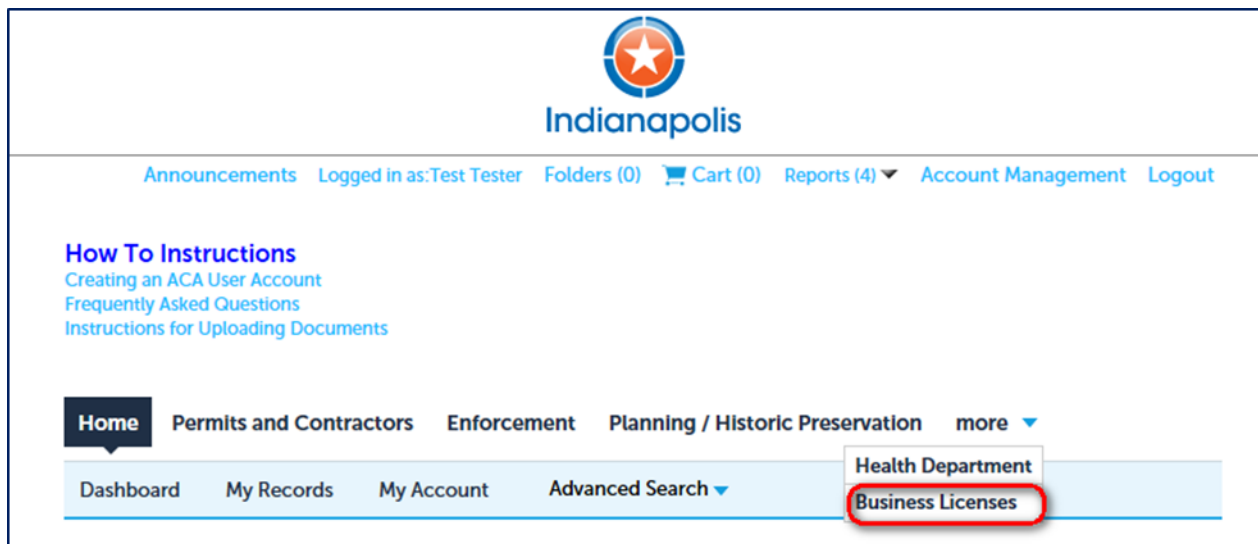 Indianapolis
Announcements Logged in as:Test Tester Folders (0) Cart (0) Reports (4) Account Management Logout
How To Instructions
Creating an ACA User Account
Frequently Asked Questions
Instructions for Uploading Documents
Home Permits and Contractors Enforcement Planning / Historic Preservation more
Health Department
Dashboard My Records My Account Advanced Search
Business Licenses